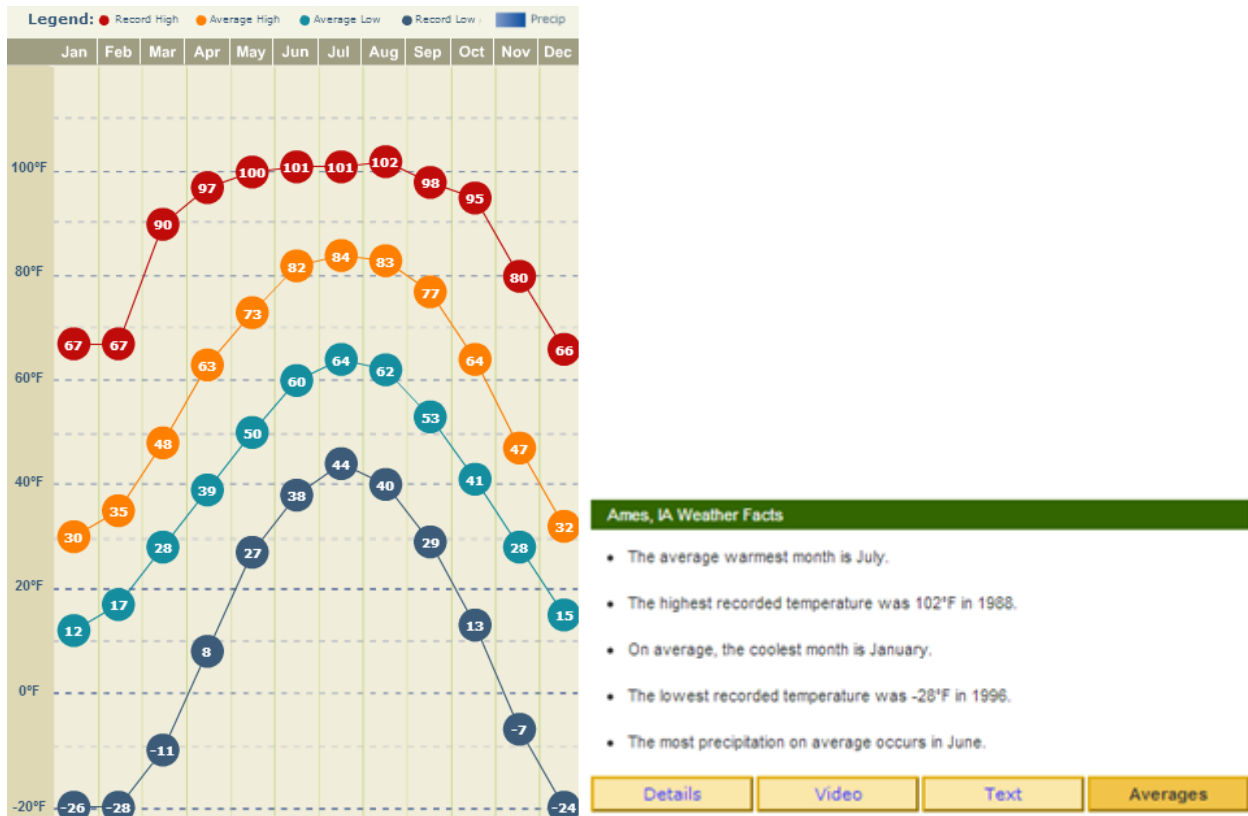 Legend: Record High Average High Average Low Record Low Precip
Jan Feb Mar Apr May Jun Jul Aug Sep Oct Nov Dec
100°F
80°F
60°F
40°F
20°F
0°F
-20°F
67 67 90 97 100 101 101 102 98 95 80 66
30 35 48 63 73 82 84 83 77 64 47 32
12 17 28 39 50 60 64 62 53 41 28 15
-26 -28 -11 8 27 38 44 40 29 13 -7 -24
Ames, IA Weather Facts
• The average warmest month is July.
• The highest recorded temperature was 102°F in 1988.
• On average, the coolest month is January.
• The lowest recorded temperature was -28°F in 1996.
• The most precipitation on average occurs in June.
Details Video Text Averages